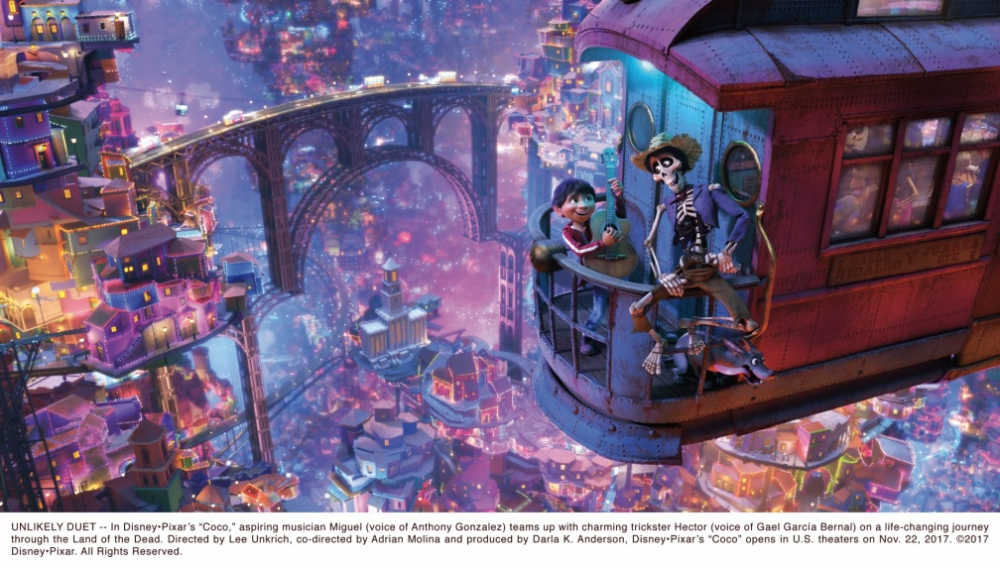 UNLIKELY DUET -- In Disney•Pixar's “Coco,” aspiring musician Miguel (voice of Anthony Gonzalez) teams up with charming trickster Hector (voice of Gael García Bernal) on a life-changing journey
through the Land of the Dead. Directed by Lee Unkrich, co-directed by Adrian Molina and produced by Darla K. Anderson, Disney•Pixar's “Coco” opens in U.S. theaters on Nov. 22, 2017. ©2017
Disney•Pixar. All Rights Reserved.